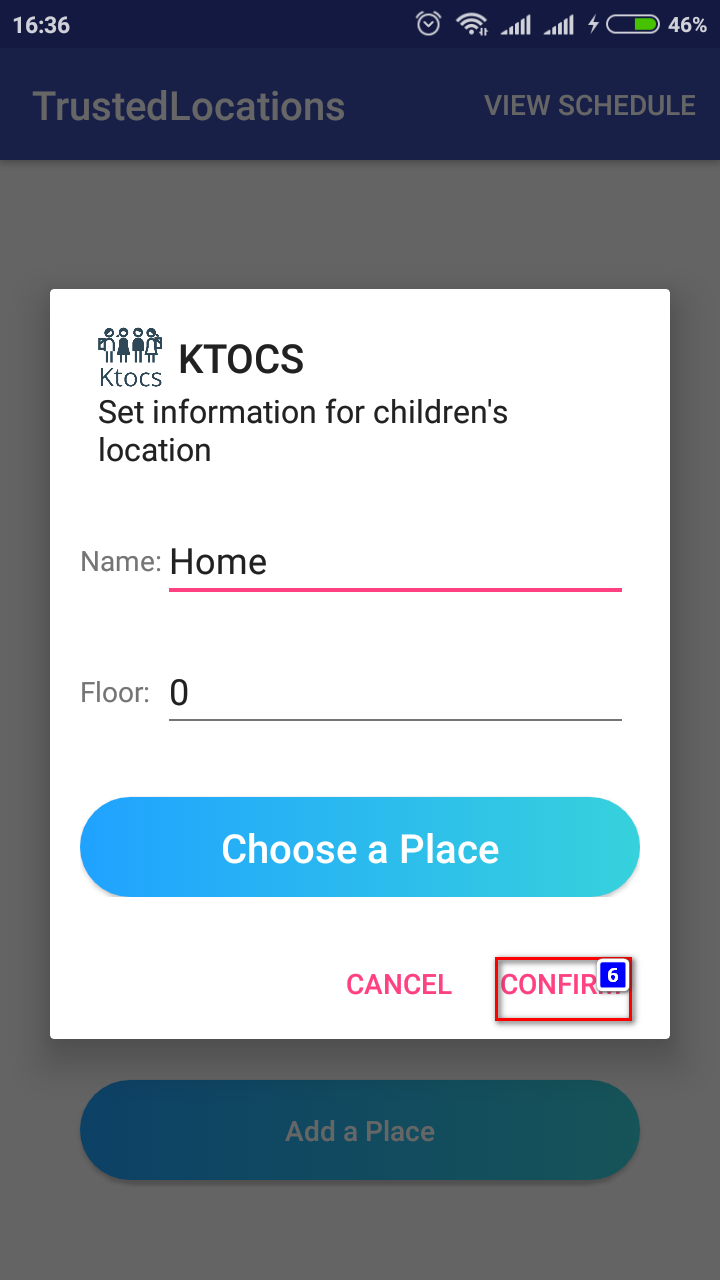 16:36
46%
TrustedLocations
VIEW SCHEDULE
Ktocs
KTOCS
Set information for children's
location
Name: Home
Floor: 0
Choose a Place
CANCEL
CONFIRM
6
Add a Place